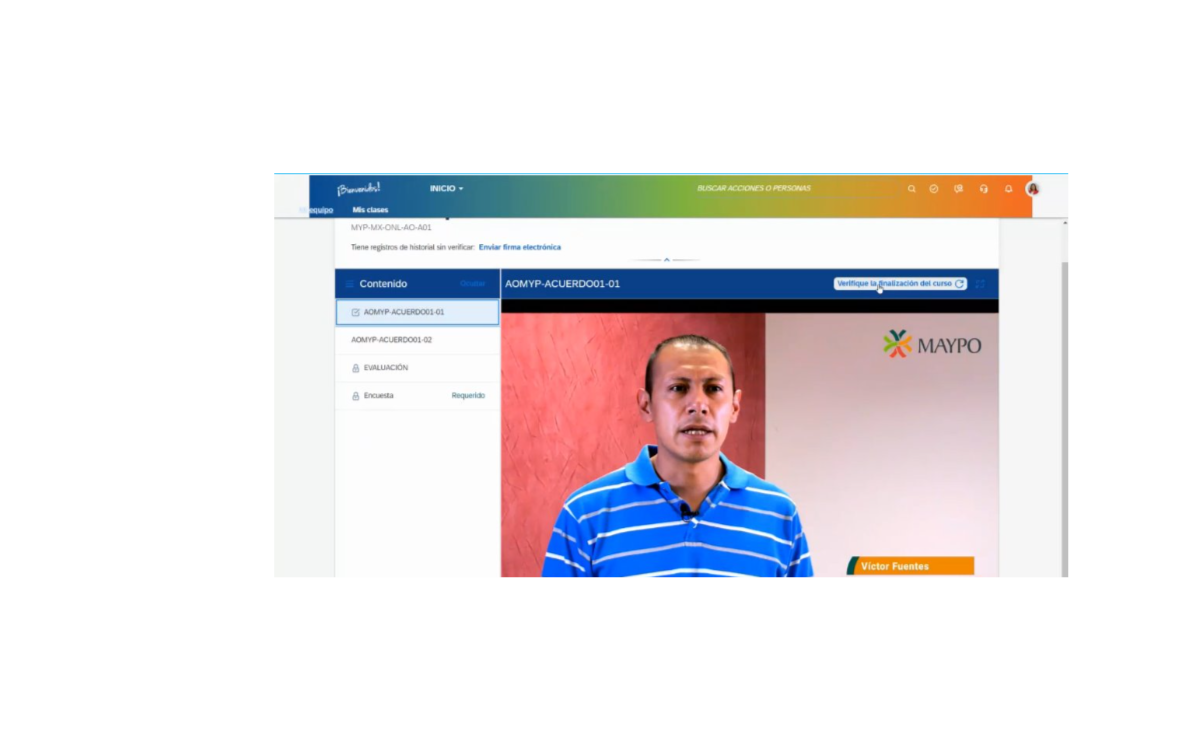 ¡Bienvenidos!
INICIO
BUSCAR ACCIONES O PERSONAS
equipo
Mis clases
MYP-MX-ONL-AO-A01
Tiene registros de historial sin verificar: Enviar firma electrónica
Contenido
Ocultar
AOMYP-ACUERDO01-01
Verifique la finalización del curso
AOMYP-ACUERDO01-01
AOMYP-ACUERDO01-02
EVALUACIÓN
Encuesta
Requerido
MAYPO
Víctor Fuentes